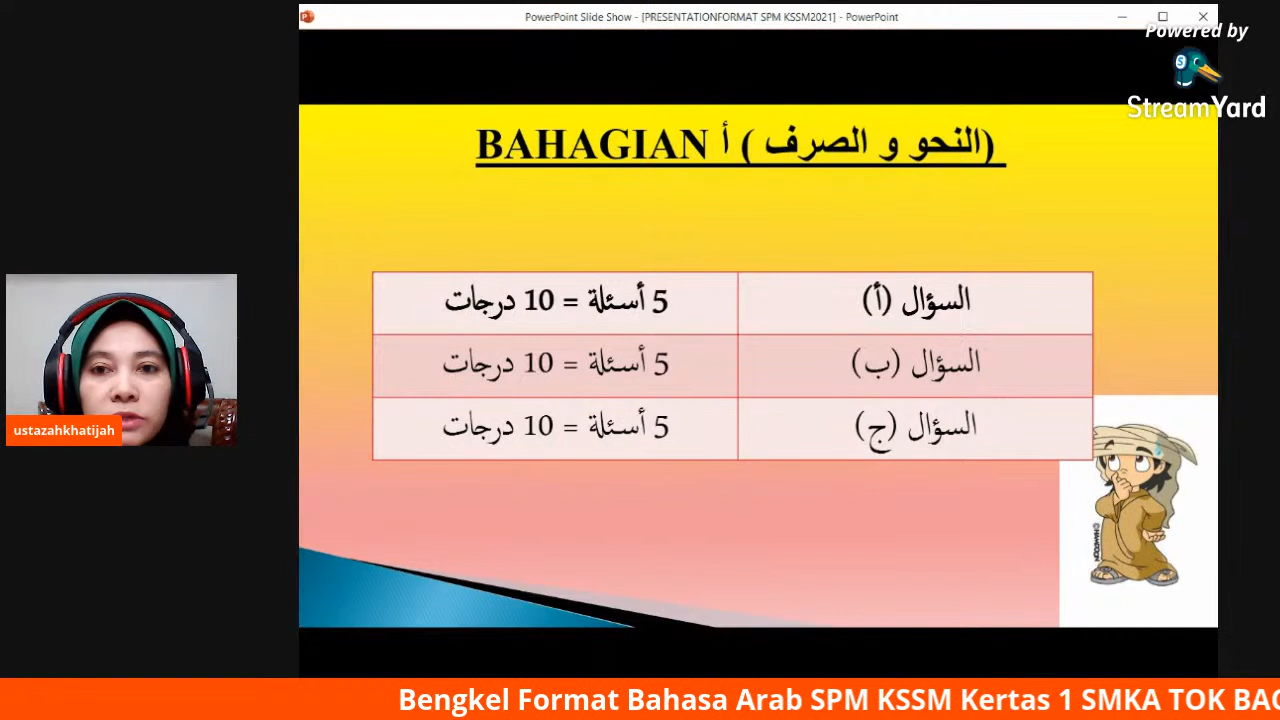 PowerPoint Slide Show - [PRESENTATIONFORMAT SPM KSSM2021] - PowerPoint
Powered by
StreamYard
BAHAGIAN أ ( النحو و الصرف)
السؤال (أ) 5 أسئلة = 10 درجات
السؤال (ب) 5 أسئلة = 10 درجات
السؤال (ج) 5 أسئلة = 10 درجات
ustazahkhatijah
Bengkel Format Bahasa Arab SPM KSSM Kertas 1 SMKA TOK BAC